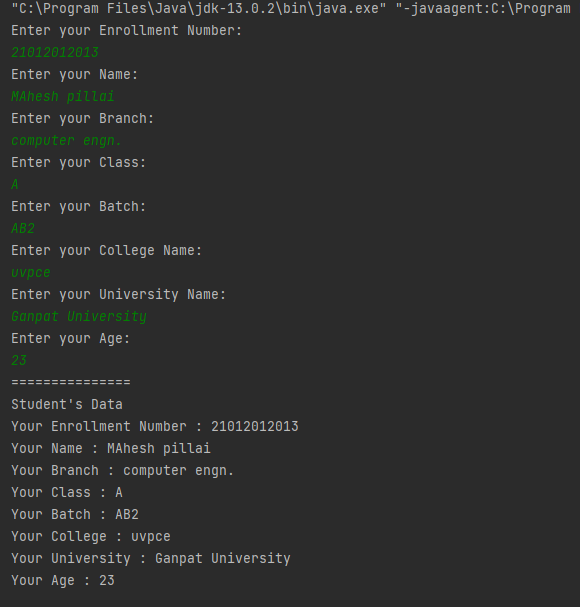 "C:\Program Files\Java\jdk-13.0.2\bin\java.exe" "-javaagent:C:\Program
Enter your Enrollment Number:
21012012013
Enter your Name:
MAhesh pillai
Enter your Branch:
computer engn.
Enter your Class:
A
Enter your Batch:
AB2
Enter your College Name:
uvpce
Enter your University Name:
Ganpat University
Enter your Age:
23
===============
Student's Data
Your Enrollment Number : 21012012013
Your Name : MAhesh pillai
Your Branch : computer engn.
Your Class : A
Your Batch : AB2
Your College : uvpce
Your University : Ganpat University
Your Age : 23